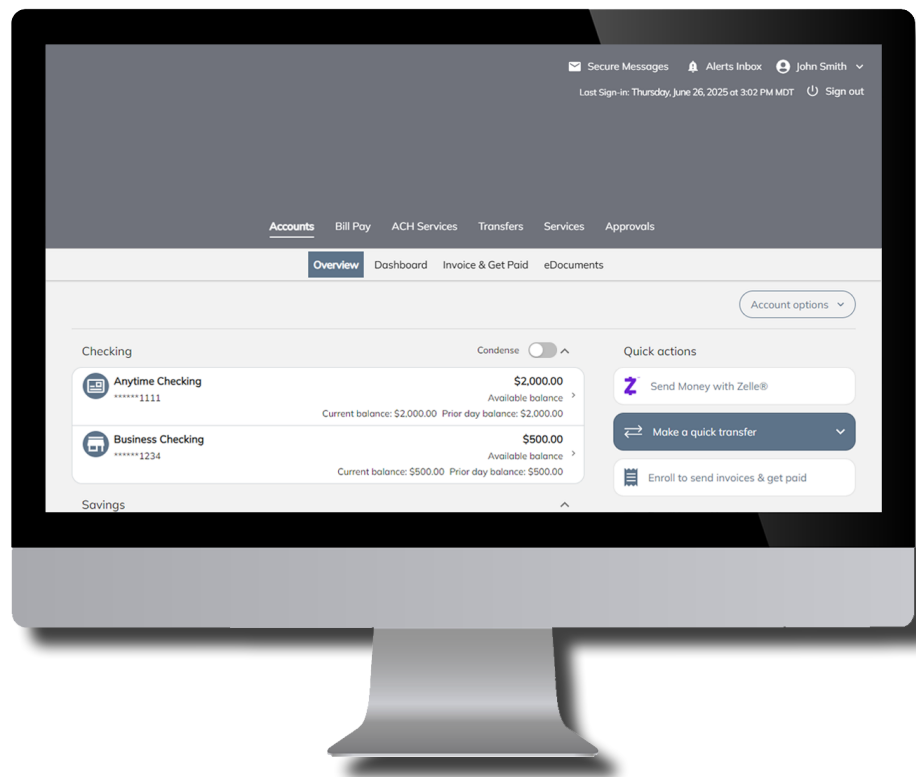 Secure Messages Alerts Inbox John Smith
Last Sign-in: Thursday, June 26, 2025 at 3:02 PM MDT Sign out
Accounts Bill Pay ACH Services Transfers Services Approvals
Overview Dashboard Invoice & Get Paid eDocuments
Account options
Checking Condense
Anytime Checking $2,000.00
******1111 Available balance
Current balance: $2,000.00 Prior day balance: $2,000.00
Business Checking $500.00
******1234 Available balance
Current balance: $500.00 Prior day balance: $500.00
Savings
Quick actions
Send Money with Zelle®
Make a quick transfer
Enroll to send invoices & get paid